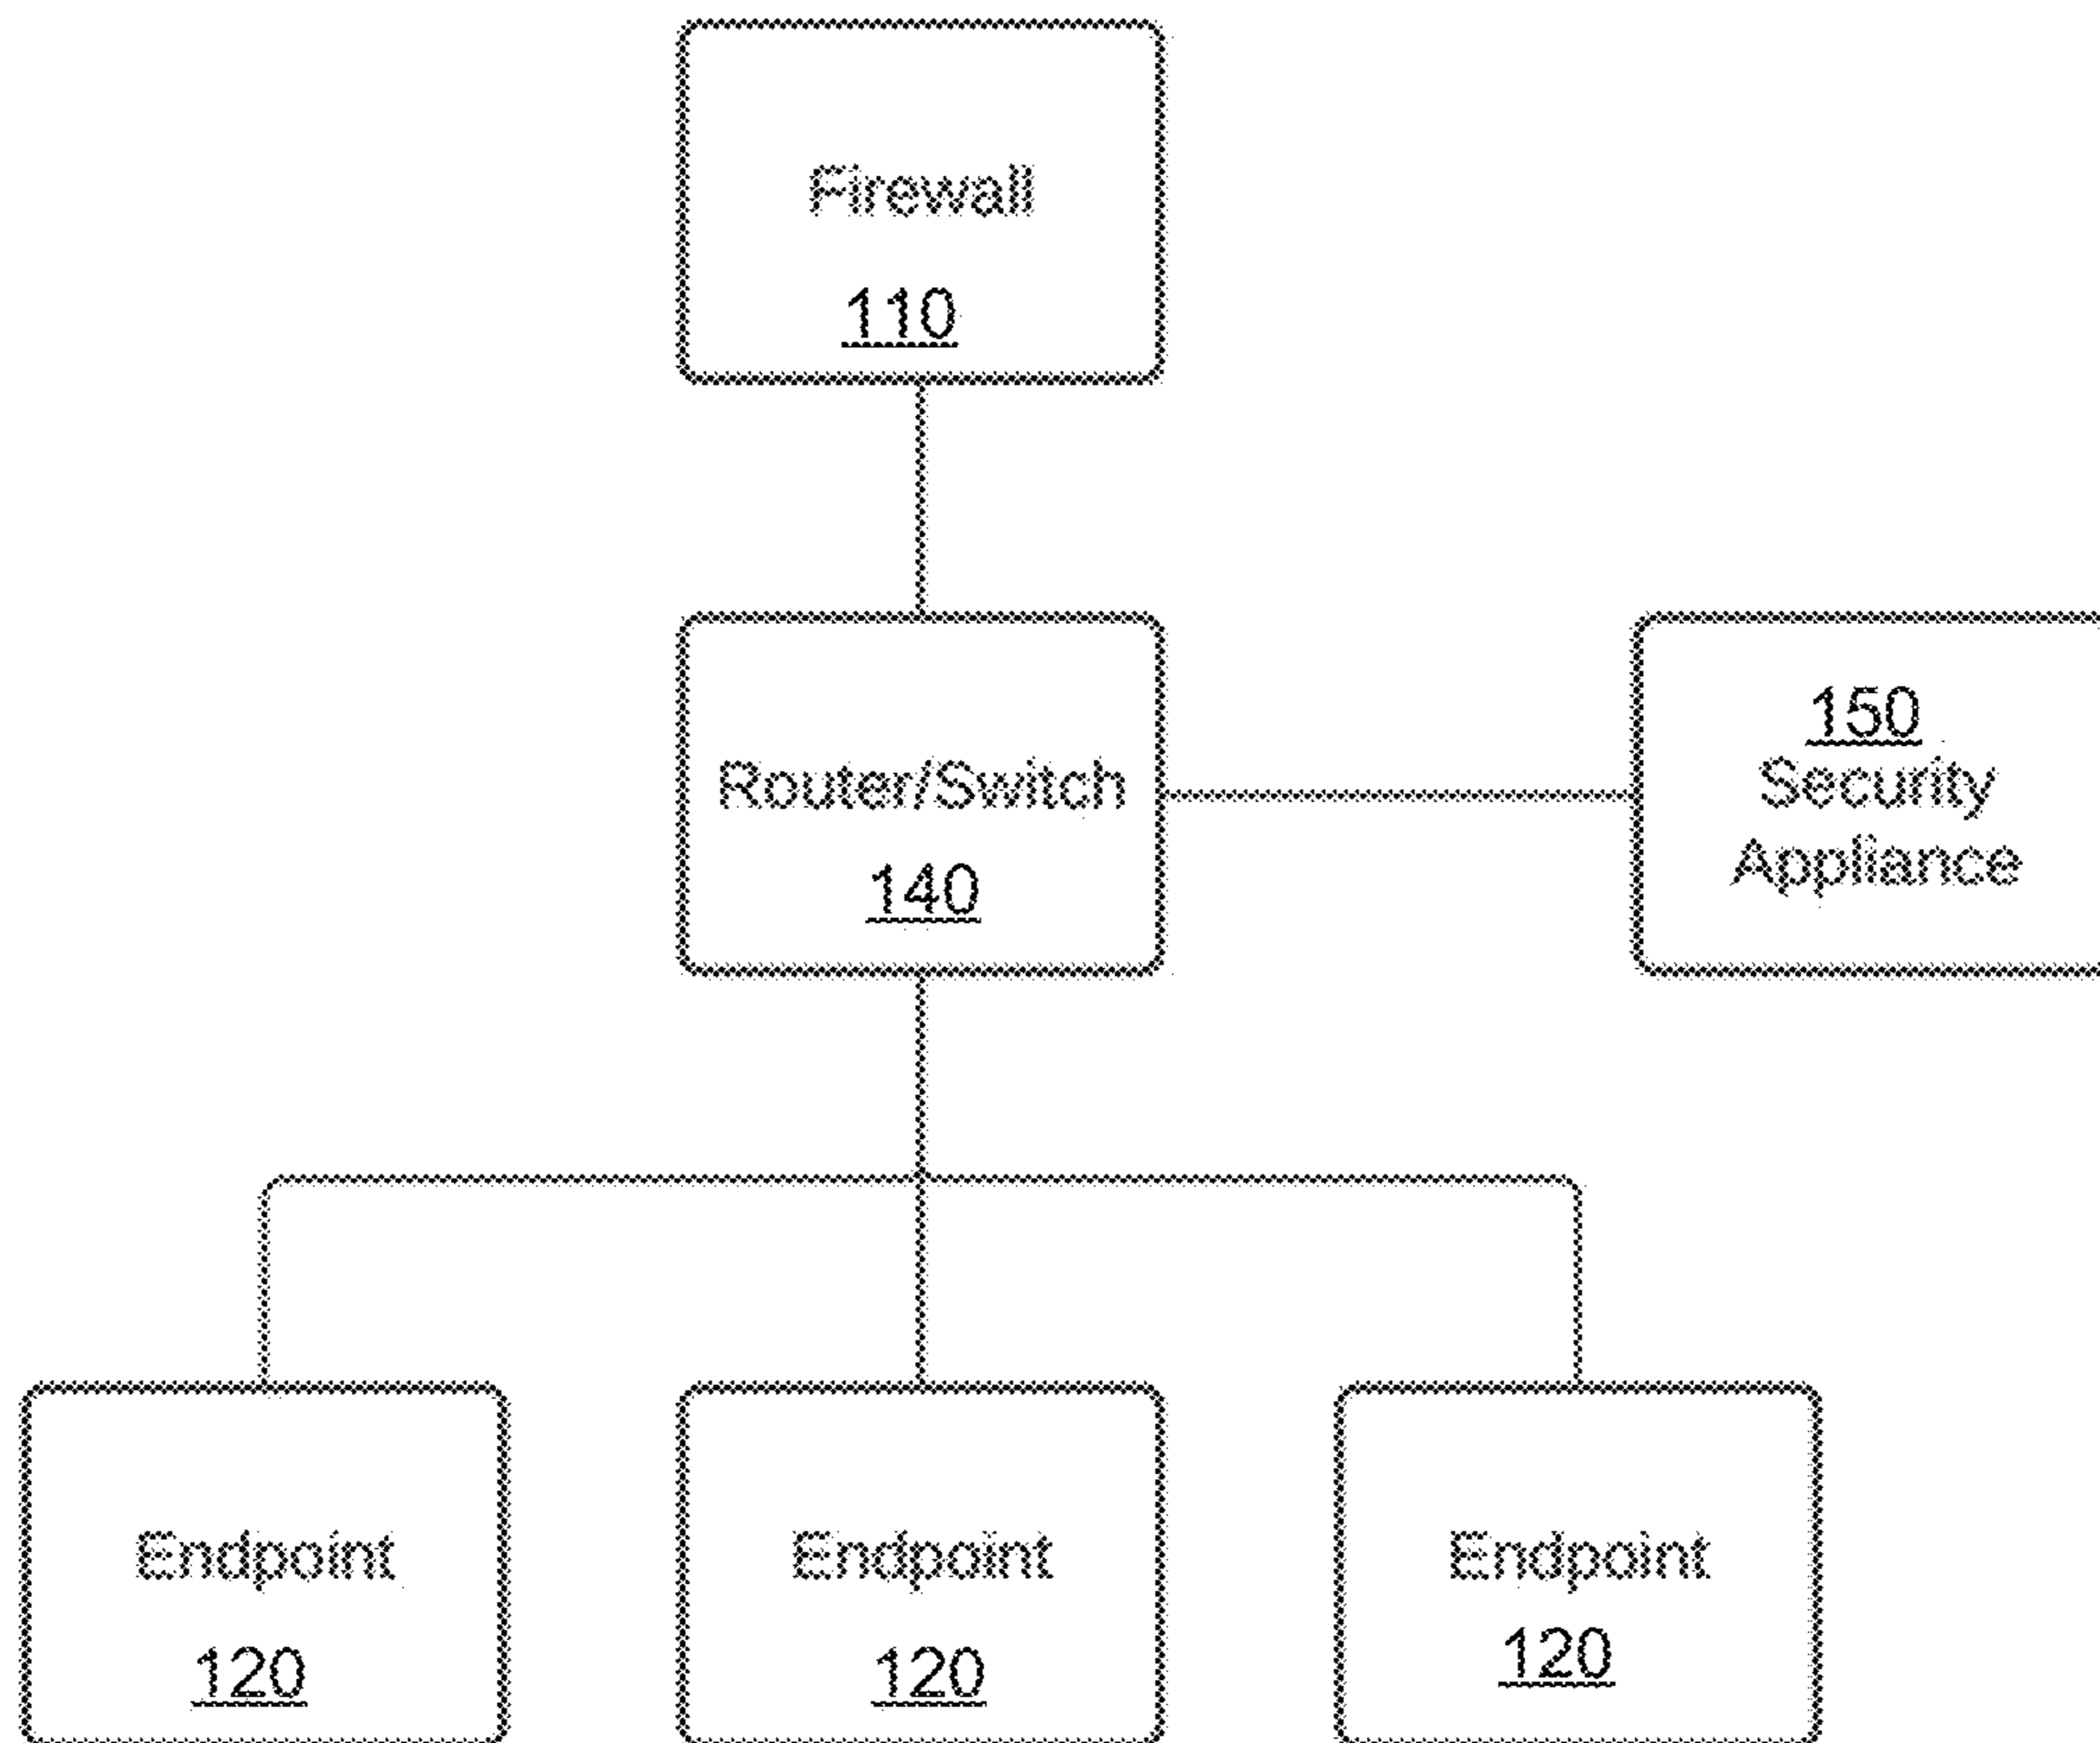 Firewall
110
Router/Switch
140
150
Security
Appliance
Endpoint
120
Endpoint
120
Endpoint
120